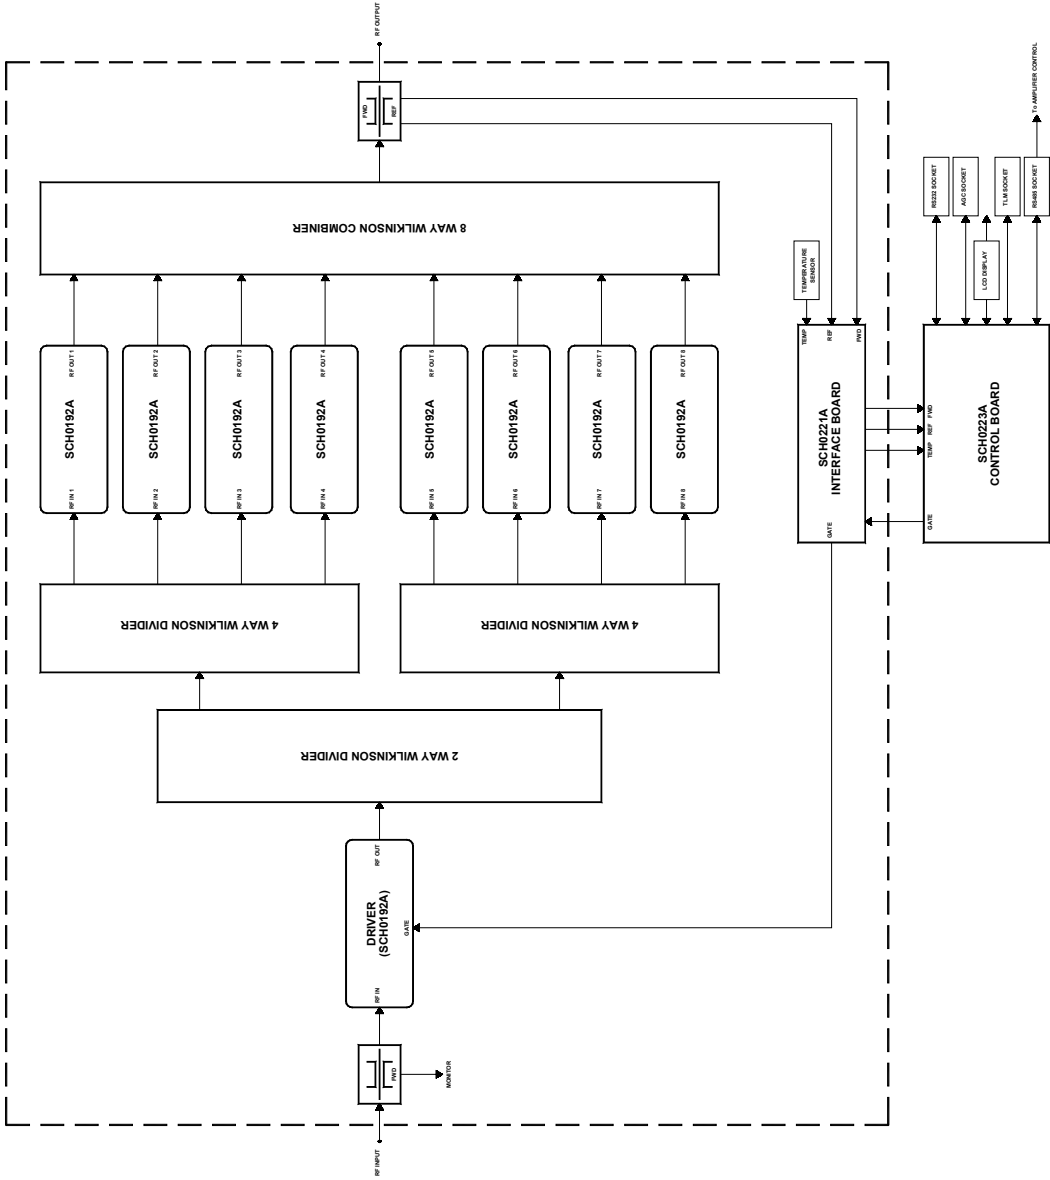 RF OUTPUT
FWD
REF
8 WAY WILKINSON COMBINER
RF OUT 1
SCH0192A
RF IN 1
RF OUT 2
SCH0192A
RF IN 2
RF OUT 3
SCH0192A
RF IN 3
RF OUT 4
SCH0192A
RF IN 4
RF OUT 5
SCH0192A
RF IN 5
RF OUT 6
SCH0192A
RF IN 6
RF OUT 7
SCH0192A
RF IN 7
RF OUT 8
SCH0192A
RF IN 8
4 WAY WILKINSON DIVIDER
4 WAY WILKINSON DIVIDER
2 WAY WILKINSON DIVIDER
RF OUT
DRIVER
(SCH0192A)
GATE
RF IN
FWD
MONITOR
RF INPUT
TEMPERATURE
SENSOR
TEMP
REF
FWD
SCH0221A
INTERFACE BOARD
GATE
FWD
REF
TEMP
GATE
SCH0223A
CONTROL BOARD
RS232 SOCKET
AGC SOCKET
LCD DISPLAY
TLM SOCKET
RS485 SOCKET
To AMPLIFIER CONTROL